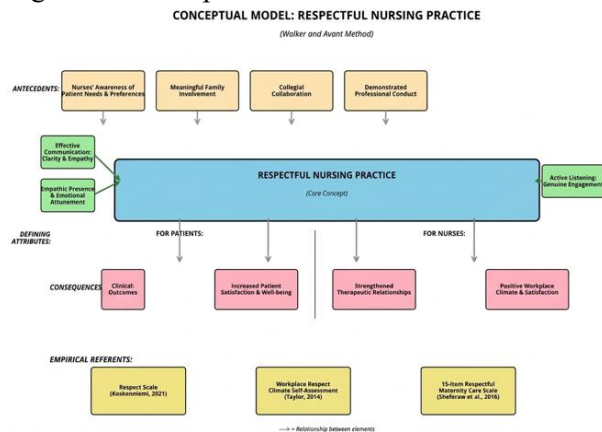 CONCEPTUAL MODEL: RESPECTFUL NURSING PRACTICE
(Walker and Avant Method)
ANTECEDENTS:
Nurses' Awareness of
Patient Needs & Preferences
Meaningful Family
Involvement
Collegial
Collaboration
Demonstrated
Professional Conduct
Effective
Communication:
Clarity & Empathy
Empathic Presence
& Emotional
Attunement
RESPECTFUL NURSING PRACTICE
(Core Concept)
Active Listening:
Genuine Engagement
DEFINING
ATTRIBUTES:
FOR PATIENTS:
FOR NURSES:
CONSEQUENCES
Clinical:
Outcomes
Increased Patient
Satisfaction & Well-being
Strengthened
Therapeutic Relationships
Positive Workplace
Climate & Satisfaction
EMPIRICAL REFERENTS:
Respect Scale
(Koskenniemi, 2021)
Workplace Respect
Climate Self-Assessment
(Taylor, 2014)
15-item Respectful
Maternity Care Scale
(Sheferaw et al., 2016)
---> = Relationship between elements